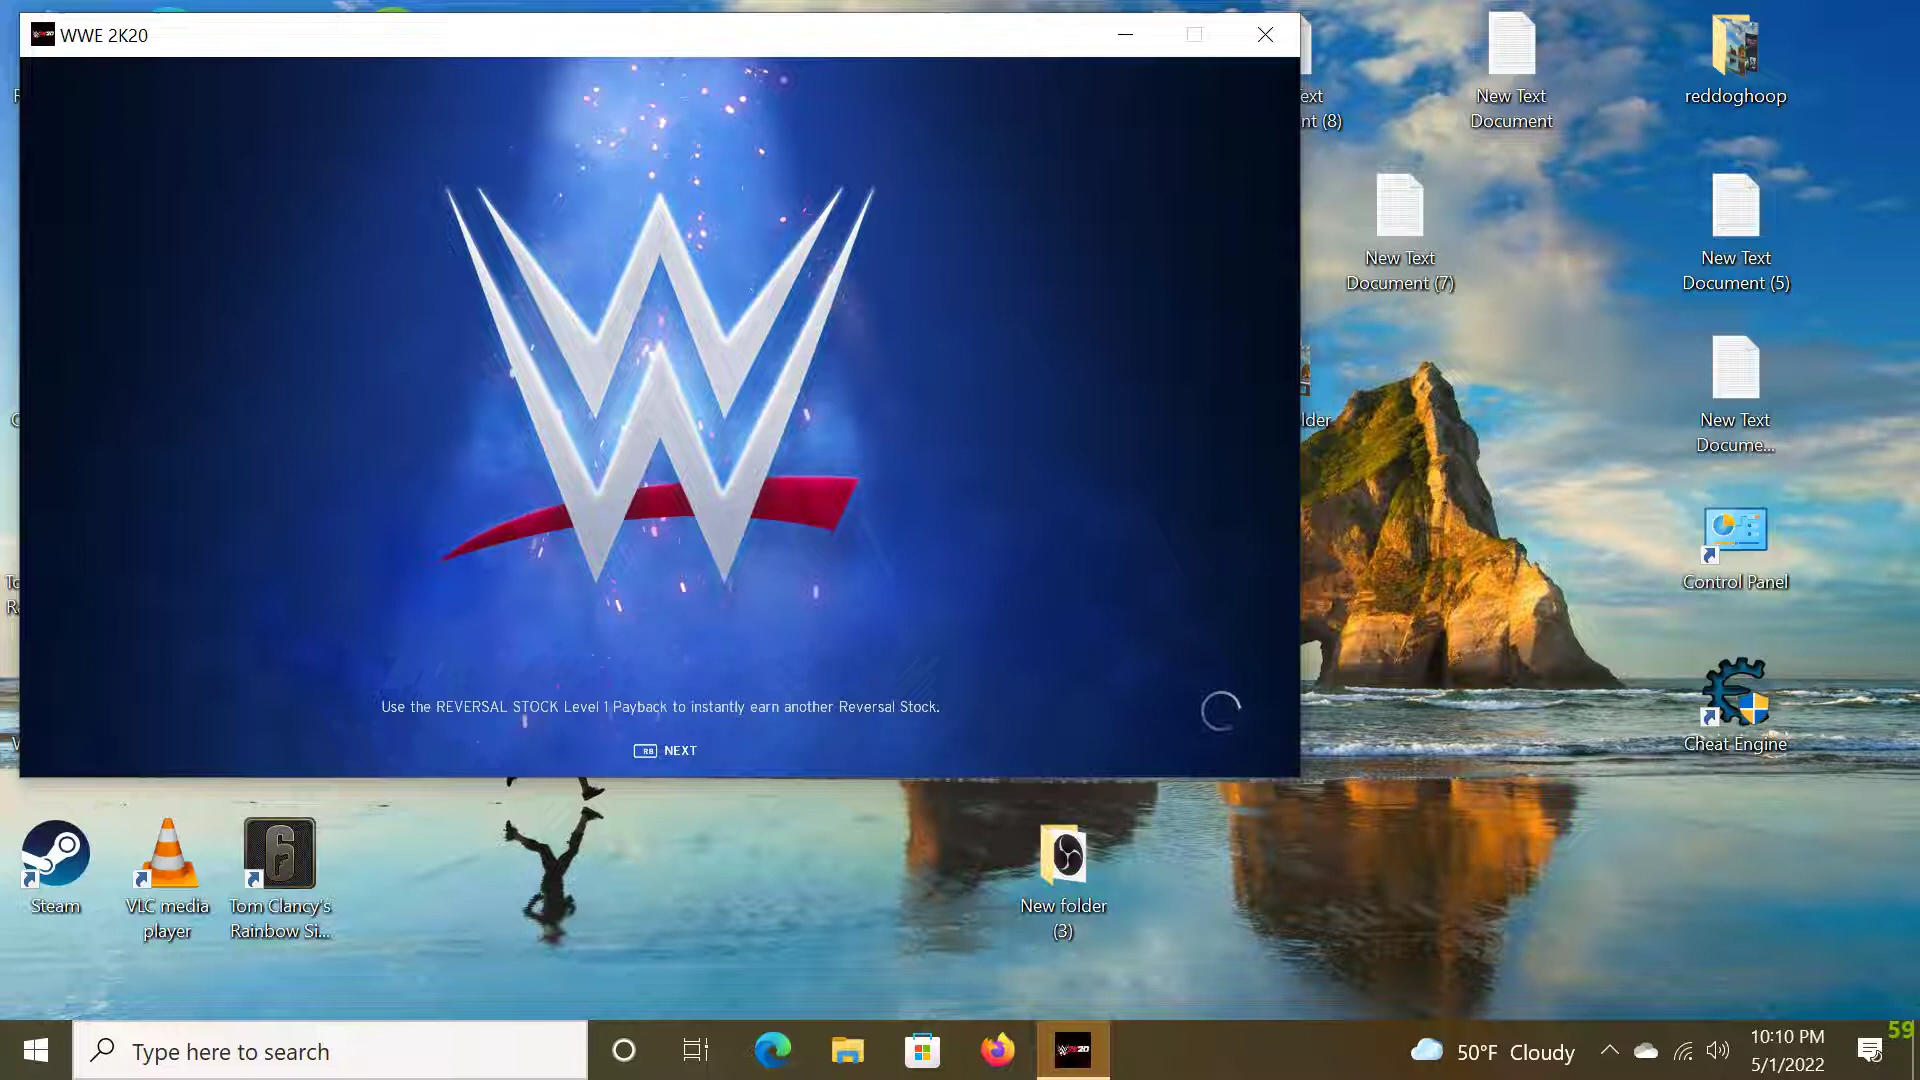 WWE 2K20
Use the REVERSAL STOCK Level 1 Payback to instantly earn another Reversal Stock.
RB NEXT
ext
nt (8)
New Text
Document
reddoghoop
New Text
Document (7)
New Text
Document (5)
lder
New Text
Docume...
Control Panel
Cheat Engine
Steam
VLC media
player
Tom Clancy's
Rainbow Si...
New folder
(3)
Type here to search
50°F Cloudy
10:10 PM
5/1/2022
59